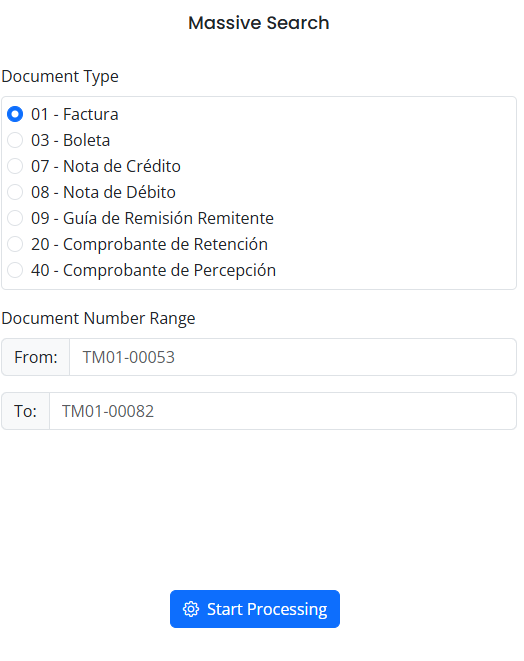 Massive Search
Document Type
01 - Factura
03 - Boleta
07 - Nota de Crédito
08 - Nota de Débito
09 - Guía de Remisión Remitente
20 - Comprobante de Retención
40 - Comprobante de Percepción
Document Number Range
From: TM01-00053
To: TM01-00082
Start Processing